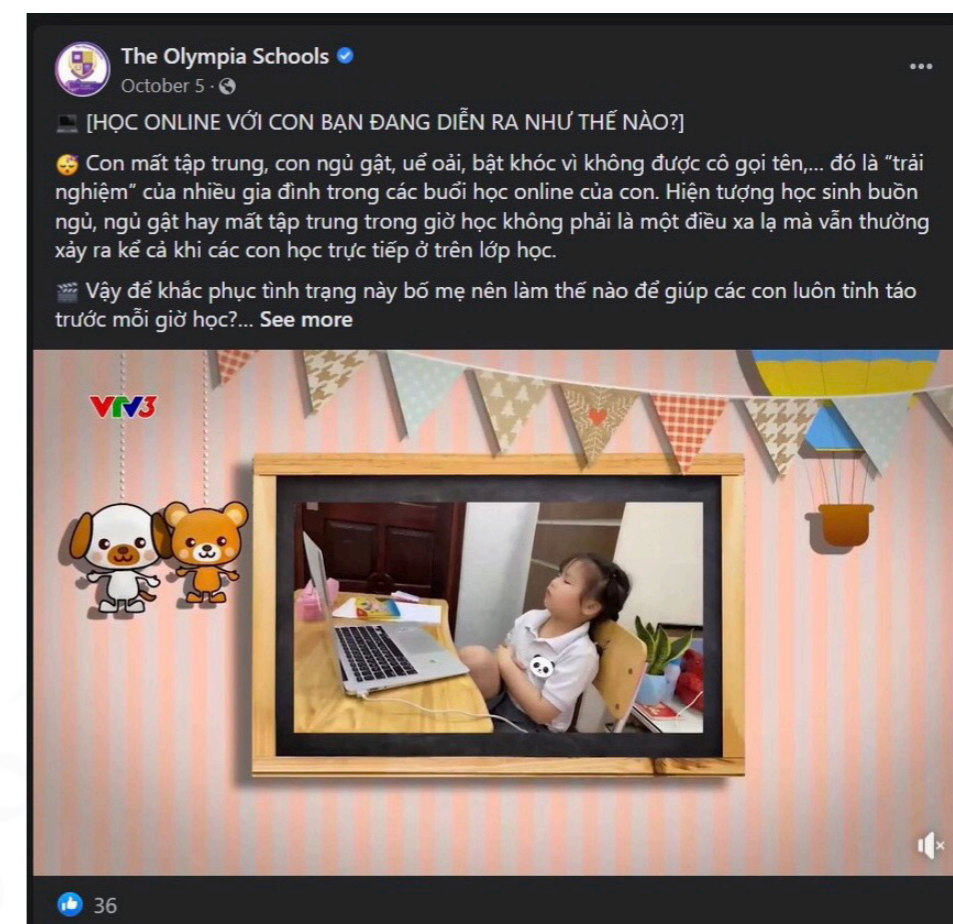 The Olympia Schools
October 5 ·
[HỌC ONLINE VỚI CON BẠN ĐANG DIỄN RA NHƯ THẾ NÀO?]
Con mất tập trung, con ngủ gật, uể oải, bật khóc vì không được cô gọi tên,... đó là “trải
nghiệm” của nhiều gia đình trong các buổi học online của con. Hiện tượng học sinh buồn
ngủ, ngủ gật hay mất tập trung trong giờ học không phải là một điều xa lạ mà vẫn thường
xảy ra kể cả khi các con học trực tiếp ở trên lớp học.
Vậy để khắc phục tình trạng này bố mẹ nên làm thế nào để giúp các con luôn tỉnh táo
trước mỗi giờ học?... See more
VTV3
36